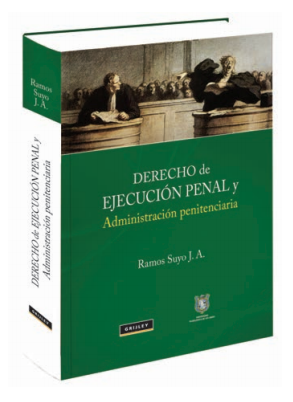 Ramos
Suyo
J. A.
DERECHO de EJECUCIÓN PENAL y
Administración penitenciaria
DERECHO de
EJECUCIÓN PENAL y
Administración penitenciaria
Ramos Suyo J. A.
GRIJLEY